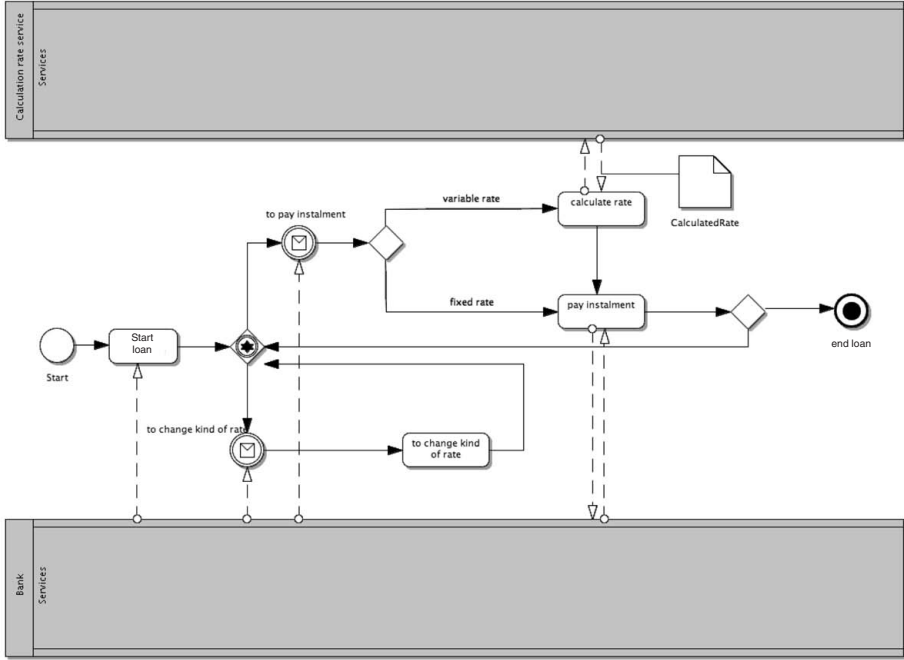 Calculation rate service
Services
variable rate
calculate rate
CalculatedRate
to pay instalment
fixed rate
pay instalment
Start
loan
Start
end loan
to change kind of rate
to change kind
of rate
Bank
Services